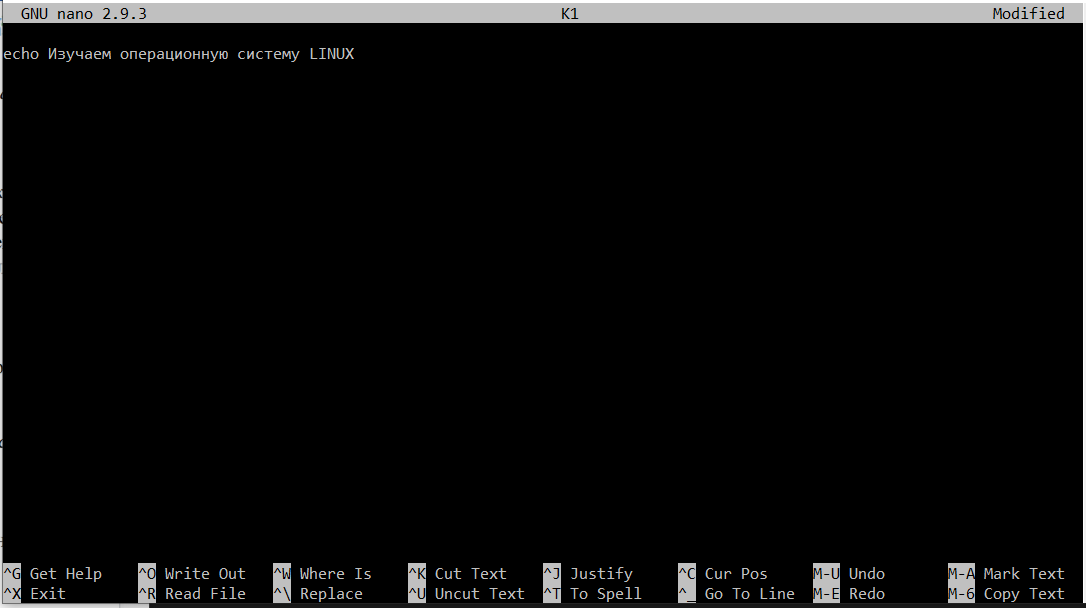 GNU nano 2.9.3 K1 Modified
echo Изучаем операционную систему LINUX
^G Get Help ^O Write Out ^W Where Is ^K Cut Text ^J Justify ^C Cur Pos M-U Undo M-A Mark Text
^X Exit ^R Read File ^\ Replace ^U Uncut Text ^T To Spell ^_ Go To Line M-E Redo M-6 Copy Text